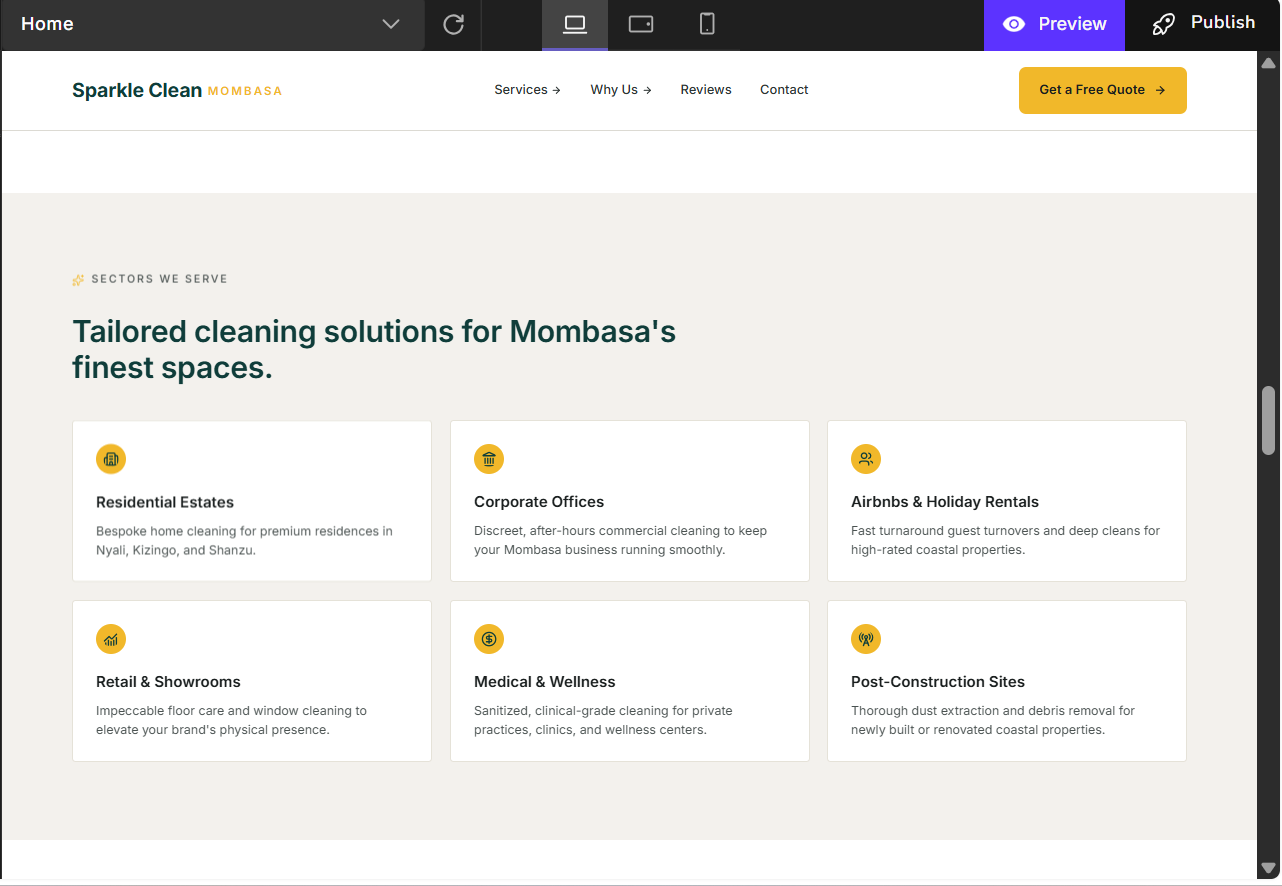 Home
Preview
Publish
Sparkle Clean MOMBASA
Services →
Why Us →
Reviews
Contact
Get a Free Quote →
SECTORS WE SERVE
Tailored cleaning solutions for Mombasa's
finest spaces.
Residential Estates
Bespoke home cleaning for premium residences in
Nyali, Kizingo, and Shanzu.
Corporate Offices
Discreet, after-hours commercial cleaning to keep
your Mombasa business running smoothly.
Airbnbs & Holiday Rentals
Fast turnaround guest turnovers and deep cleans for
high-rated coastal properties.
Retail & Showrooms
Impeccable floor care and window cleaning to
elevate your brand's physical presence.
Medical & Wellness
Sanitized, clinical-grade cleaning for private
practices, clinics, and wellness centers.
Post-Construction Sites
Thorough dust extraction and debris removal for
newly built or renovated coastal properties.